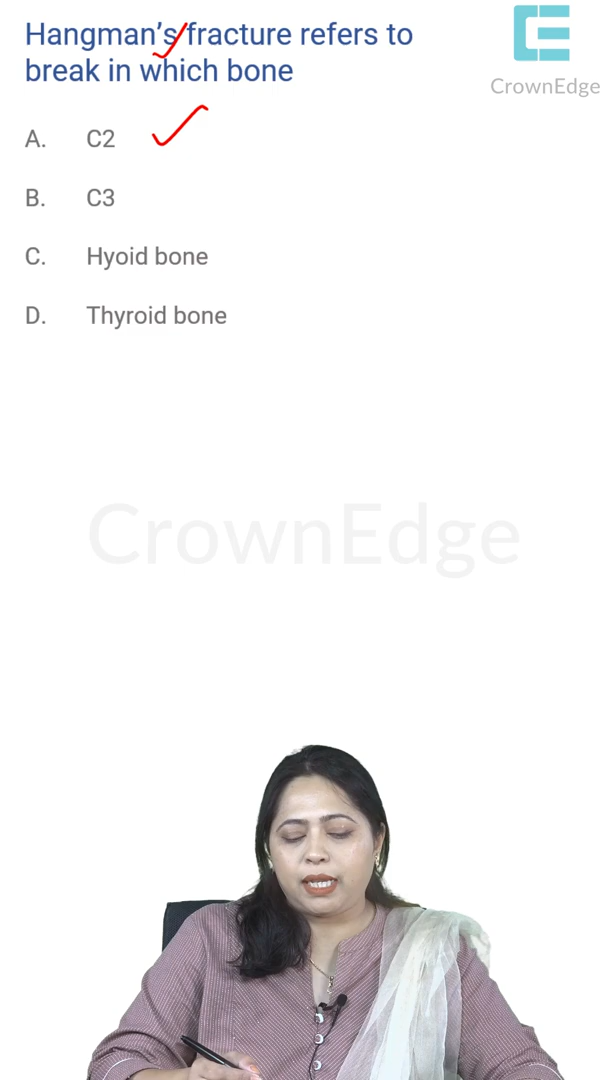 Hangman's fracture refers to
break in which bone
CrownEdge
A. C2
B. C3
C. Hyoid bone
D. Thyroid bone
CrownEdge